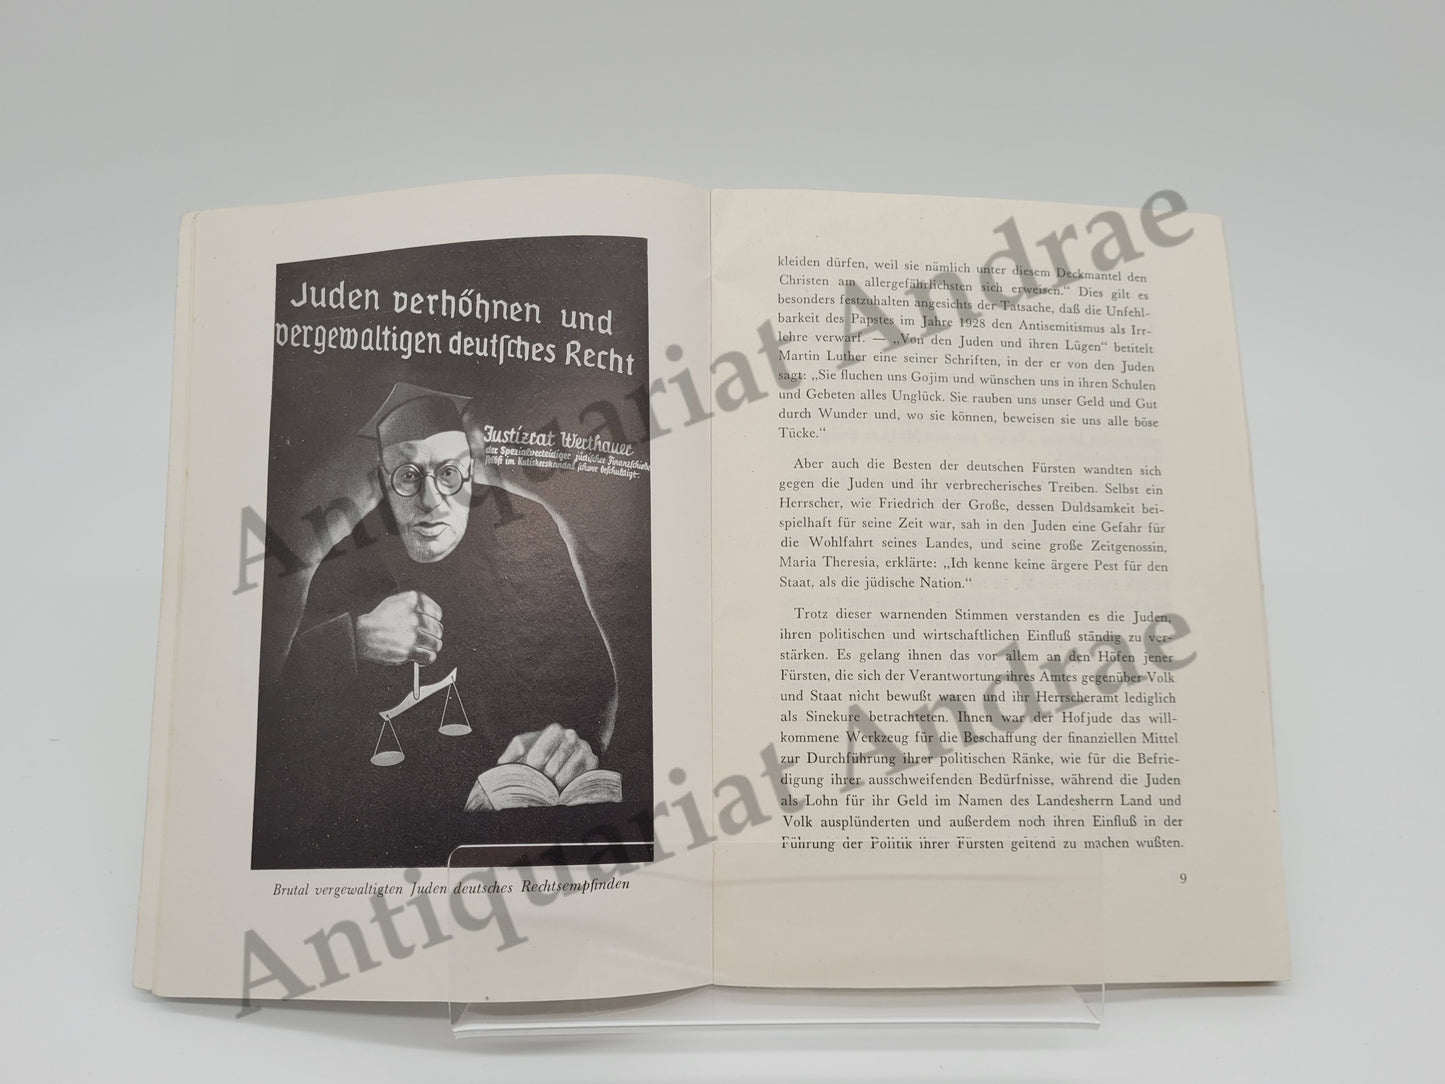 Juden verhöhnen und
vergewaltigen deutsches Recht
Justizrat Werthauer
der Spezialverteidiger jüdischer Finanzschieber
selbst im Kutiskerskandal schwer beschuldigt.
Brutal vergewaltigten Juden deutsches Rechtsempfinden
kleiden dürfen, weil sie nämlich unter diesem Deckmantel den
Christen am allergefährlichsten sich erweisen.“ Dies gilt es
besonders festzuhalten angesichts der Tatsache, daß die Unfehl-
barkeit des Papstes im Jahre 1928 den Antisemitismus als Irr-
lehre verwarf. — „Von den Juden und ihren Lügen“ betitelt
Martin Luther eine seiner Schriften, in der er von den Juden
sagt: „Sie fluchen uns Gojim und wünschen uns in ihren Schulen
und Gebeten alles Unglück. Sie rauben uns unser Geld und Gut
durch Wunder und, wo sie können, beweisen sie uns alle böse
Tücke.“
Aber auch die Besten der deutschen Fürsten wandten sich
gegen die Juden und ihr verbrecherisches Treiben. Selbst ein
Herrscher, wie Friedrich der Große, dessen Duldsamkeit bei-
spielhaft für seine Zeit war, sah in den Juden eine Gefahr für
die Wohlfahrt seines Landes, und seine große Zeitgenossin,
Maria Theresia, erklärte: „Ich kenne keine ärgere Pest für den
Staat, als die jüdische Nation.“
Trotz dieser warnenden Stimmen verstanden es die Juden,
ihren politischen und wirtschaftlichen Einfluß ständig zu ver-
stärken. Es gelang ihnen das vor allem an den Höfen jener
Fürsten, die sich der Verantwortung ihres Amtes gegenüber Volk
und Staat nicht bewußt waren und ihr Herrscheramt lediglich
als Sinekure betrachteten. Ihnen war der Hofjude das will-
kommene Werkzeug für die Beschaffung der finanziellen Mittel
zur Durchführung ihrer politischen Ränke, wie für die Befrie-
digung ihrer ausschweifenden Bedürfnisse, während die Juden
als Lohn für ihr Geld im Namen des Landesherrn Land und
Volk ausplünderten und außerdem noch ihren Einfluß in der
Führung der Politik ihrer Fürsten geltend zu machen wußten.
9
Antiquariat Andrae
Antiquariat Andrae